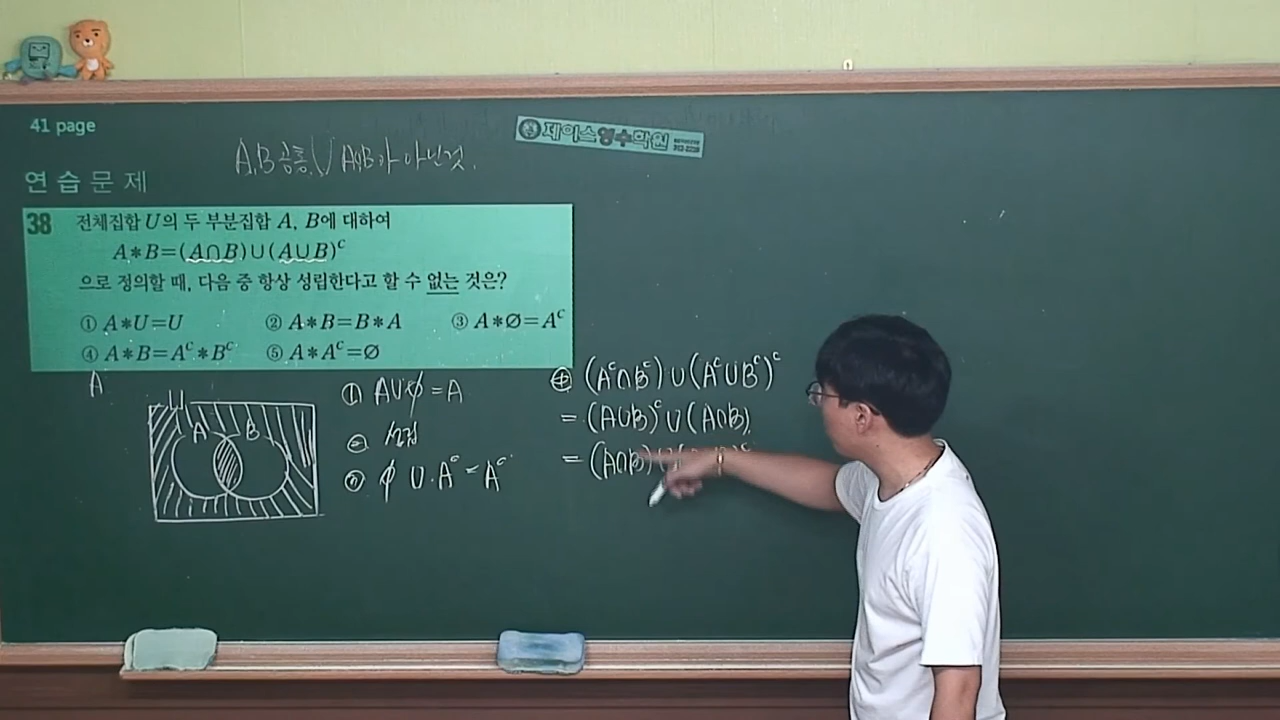 41 page
제이스영수학원
A,B 공통, ∪ A∪B가 아닌것.
연습문제
38 전체집합 U의 두 부분집합 A, B에 대하여
A*B=(A∩B)∪(A∪B)ᶜ
으로 정의할 때, 다음 중 항상 성립한다고 할 수 없는 것은?
① A*U=U ② A*B=B*A ③ A*∅=Aᶜ
④ A*B=Aᶜ*Bᶜ ⑤ A*Aᶜ=∅
A
U
A B
① A∪∅=A
② 성립
③ ∅∪Aᶜ=Aᶜ
④ (Aᶜ∩Bᶜ)∪(Aᶜ∪Bᶜ)ᶜ
=(A∪B)ᶜ∪(A∩B)
=(A∩B)∪